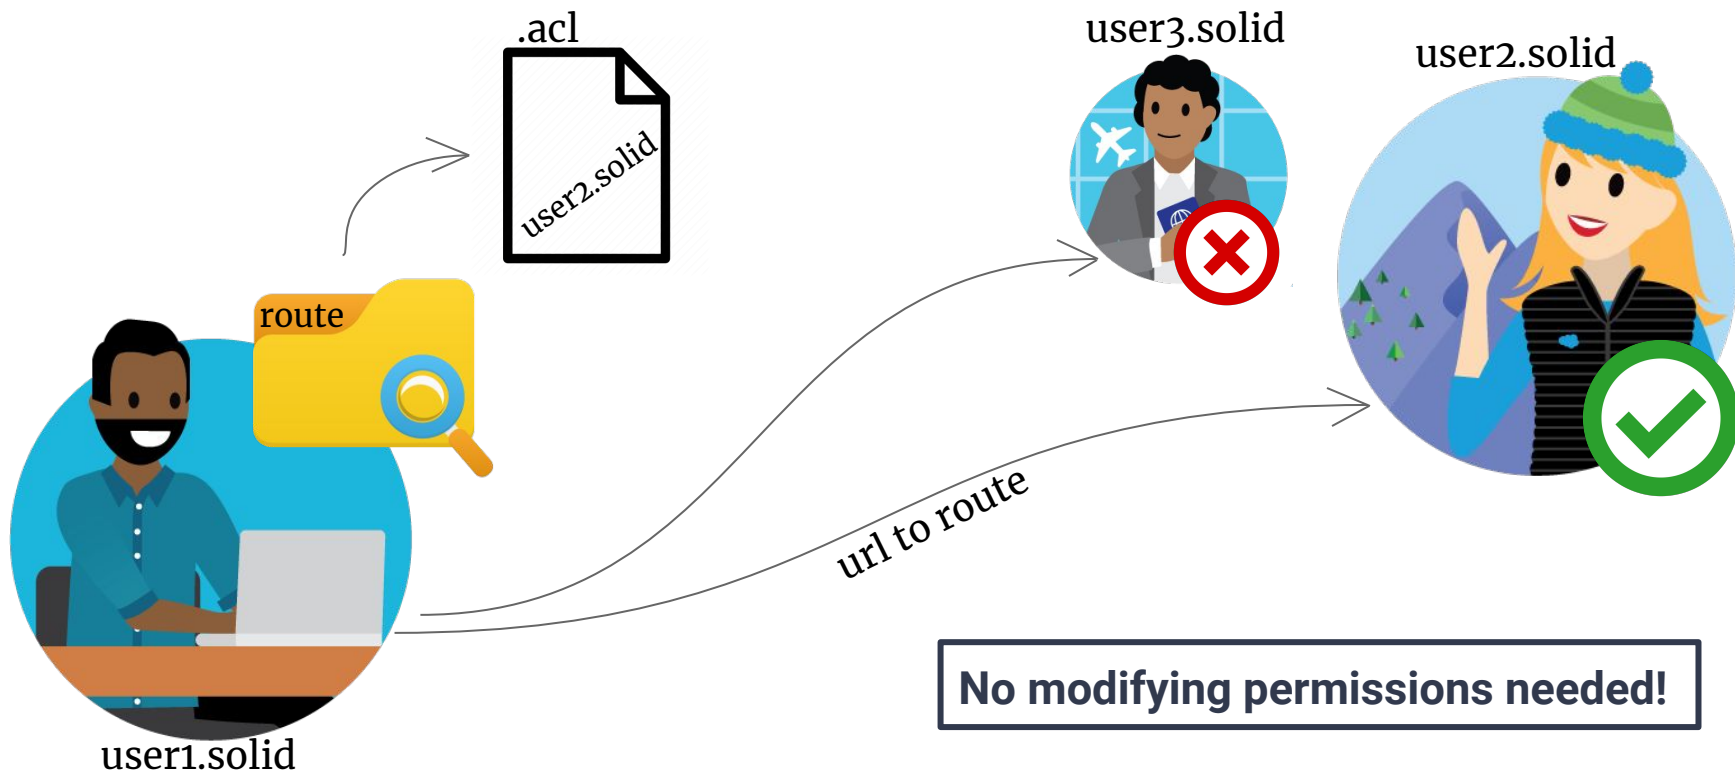 .acl
user3.solid
user2.solid
user2.solid
route
url to route
No modifying permissions needed!
user1.solid